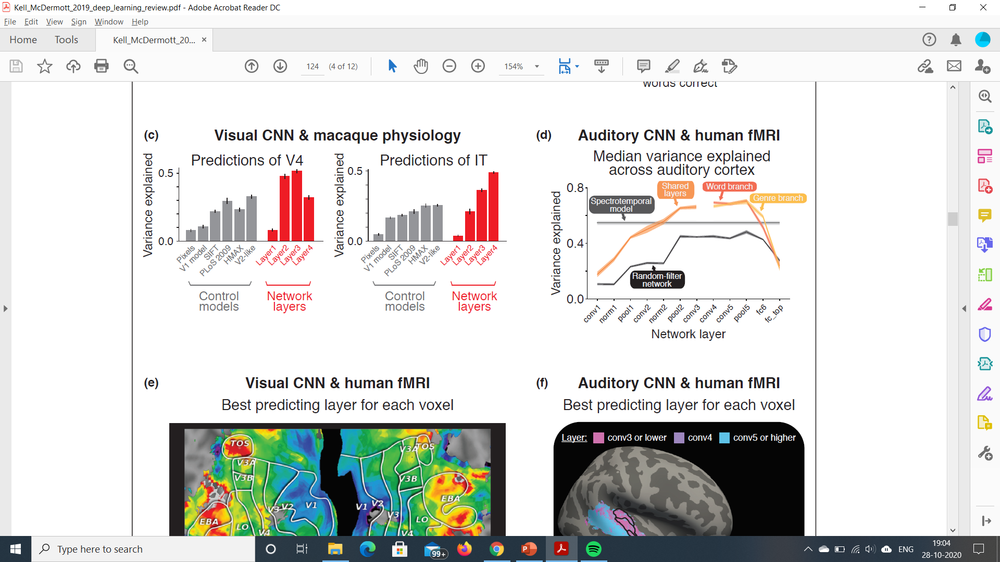 Kell_McDermott_2019_deep_learning_review.pdf - Adobe Acrobat Reader DC
File Edit View Sign Window Help
Home Tools Kell_McDermott_20... ×
124 (4 of 12) 154%
words correct
(c) Visual CNN & macaque physiology
Predictions of V4
Variance explained
0.5
0.0
Pixels
V1 model
SIFT
PLoS 2009
HMAX
V2-like
Layer1
Layer2
Layer3
Layer4
Control
models
Network
layers
Predictions of IT
Variance explained
0.5
0.0
Pixels
V1 model
SIFT
PLoS 2009
HMAX
V2-like
Layer1
Layer2
Layer3
Layer4
Control
models
Network
layers
(d) Auditory CNN & human fMRI
Median variance explained
across auditory cortex
Variance explained
0.8
0.4
0.0
Spectrotemporal
model
Shared
layers
Word branch
Genre branch
Random-filter
network
conv1
norm1
pool1
conv2
norm2
pool2
conv3
conv4
conv5
pool5
fc6
fc_top
Network layer
(e) Visual CNN & human fMRI
Best predicting layer for each voxel
TOS
V3A
V3B
V3 V2 V1
EBA
LO
V4
V3A TOS
V3B
V1 V2
V3
EBA
LO
V4
(f) Auditory CNN & human fMRI
Best predicting layer for each voxel
Layer: conv3 or lower conv4 conv5 or higher
Type here to search
99+
ENG
19:04
28-10-2020